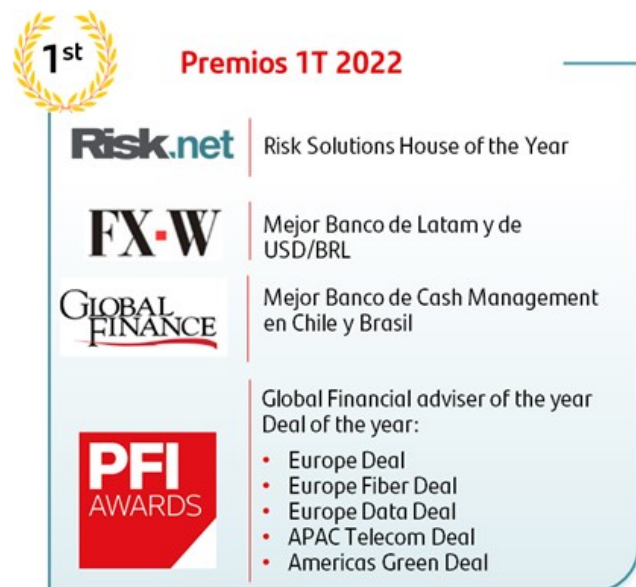 1st
Premios 1T 2022
Risk.net
Risk Solutions House of the Year
FX-W
Mejor Banco de Latam y de
USD/BRL
GLOBAL
FINANCE
Mejor Banco de Cash Management
en Chile y Brasil
PFI
AWARDS
Global Financial adviser of the year
Deal of the year:
• Europe Deal
• Europe Fiber Deal
• Europe Data Deal
• APAC Telecom Deal
• Americas Green Deal